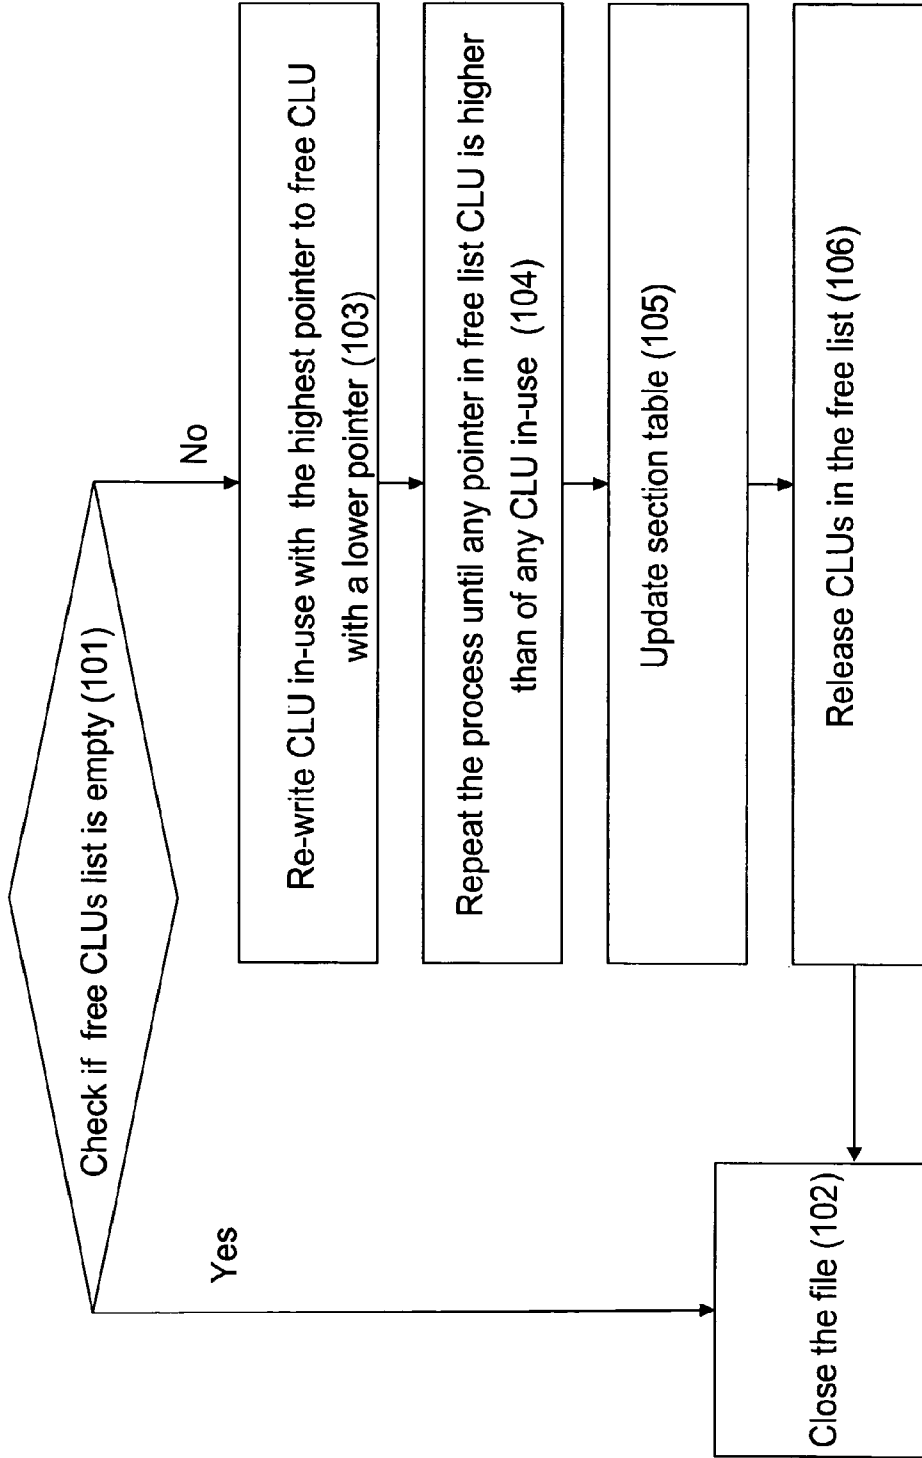 Check if free CLUs list is empty (101)
Yes
No
Re-write CLU in-use with the highest pointer to free CLU
with a lower pointer (103)
Repeat the process until any pointer in free list CLU is higher
than of any CLU in-use (104)
Update section table (105)
Release CLUs in the free list (106)
Close the file (102)